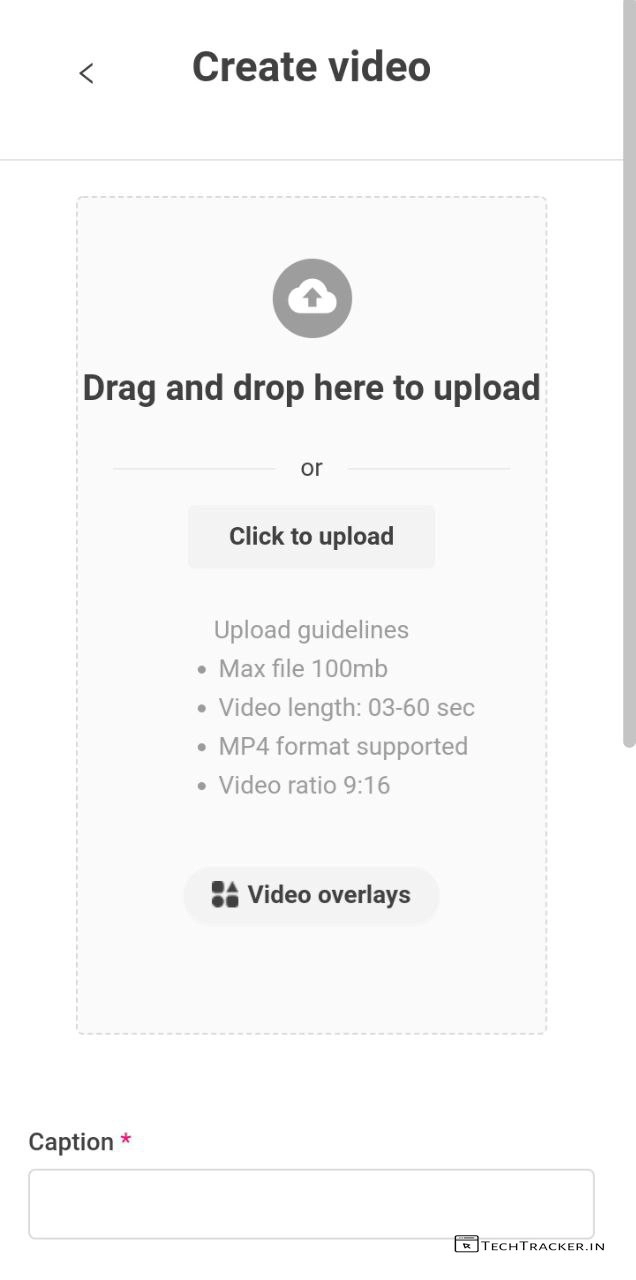 Create video
Drag and drop here to upload
or
Click to upload
Upload guidelines
• Max file 100mb
• Video length: 03-60 sec
• MP4 format supported
• Video ratio 9:16
Video overlays
Caption *
TECHTRACKER.IN